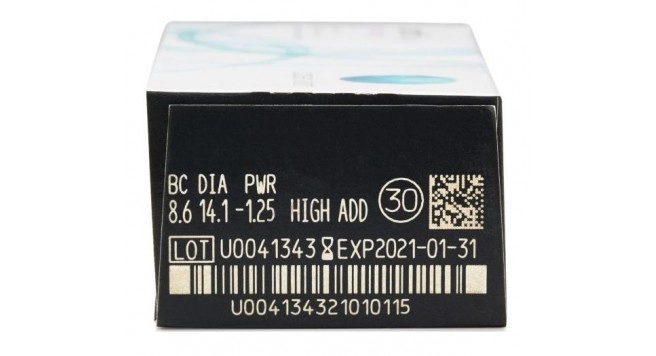 BC DIA PWR
8.6 14.1 -1.25 HIGH ADD 30
LOT U0041343 EXP2021-01-31
U004134321010115